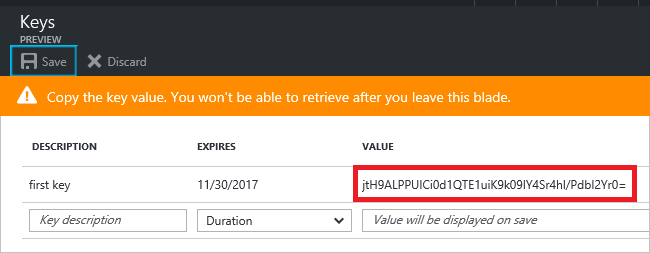 Keys
PREVIEW
Save Discard
Copy the key value. You won't be able to retrieve after you leave this blade.
DESCRIPTION EXPIRES VALUE
first key 11/30/2017 jtH9ALPPUICi0d1QTE1uiK9k09IY4Sr4hI/PdbI2Yr0=
Key description Duration Value will be displayed on save